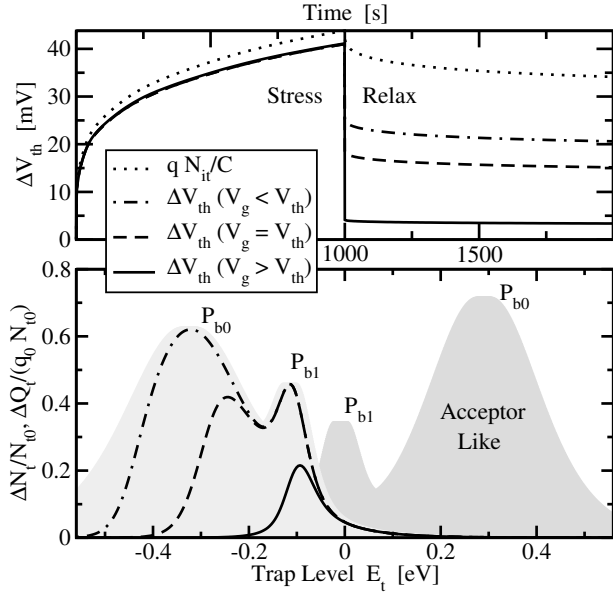 Time [s]
40
30
20
10
0
ΔV_th [mV]
Stress Relax
q N_it/C
ΔV_th (V_g < V_th)
ΔV_th (V_g = V_th)
ΔV_th (V_g > V_th)
1000 1500
0.8
0.6
0.4
0.2
0
ΔN_t/N_t0, ΔQ_t/(q_0 N_t0)
P_b0
P_b1
P_b1
P_b0
Acceptor
Like
-0.4 -0.2 0 0.2 0.4
Trap Level E_t [eV]